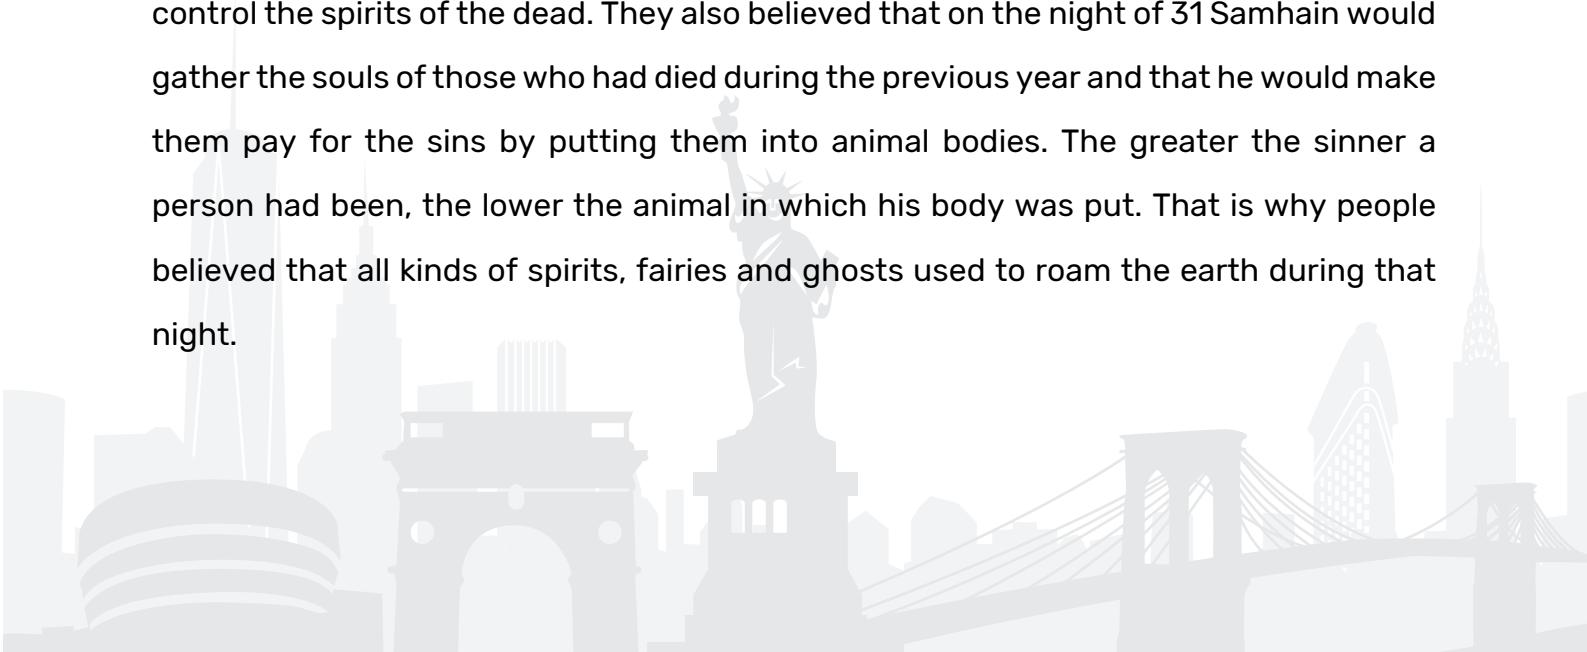 control the spirits of the dead. They also believed that on the night of 31 Samhain would
gather the souls of those who had died during the previous year and that he would make
them pay for the sins by putting them into animal bodies. The greater the sinner a
person had been, the lower the animal in which his body was put. That is why people
believed that all kinds of spirits, fairies and ghosts used to roam the earth during that
night.